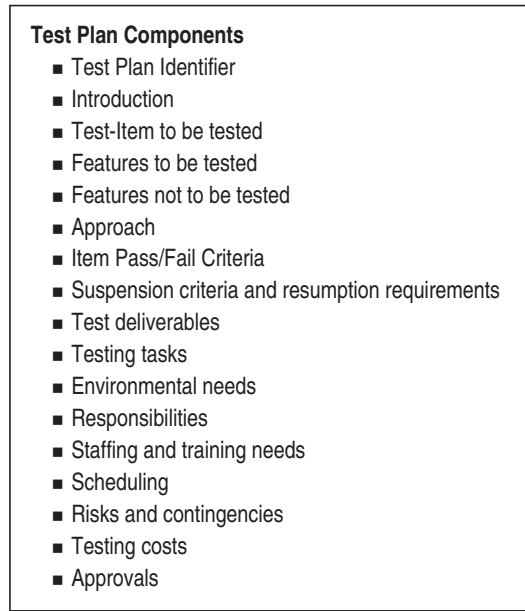 Test Plan Components
■ Test Plan Identifier
■ Introduction
■ Test-Item to be tested
■ Features to be tested
■ Features not to be tested
■ Approach
■ Item Pass/Fail Criteria
■ Suspension criteria and resumption requirements
■ Test deliverables
■ Testing tasks
■ Environmental needs
■ Responsibilities
■ Staffing and training needs
■ Scheduling
■ Risks and contingencies
■ Testing costs
■ Approvals